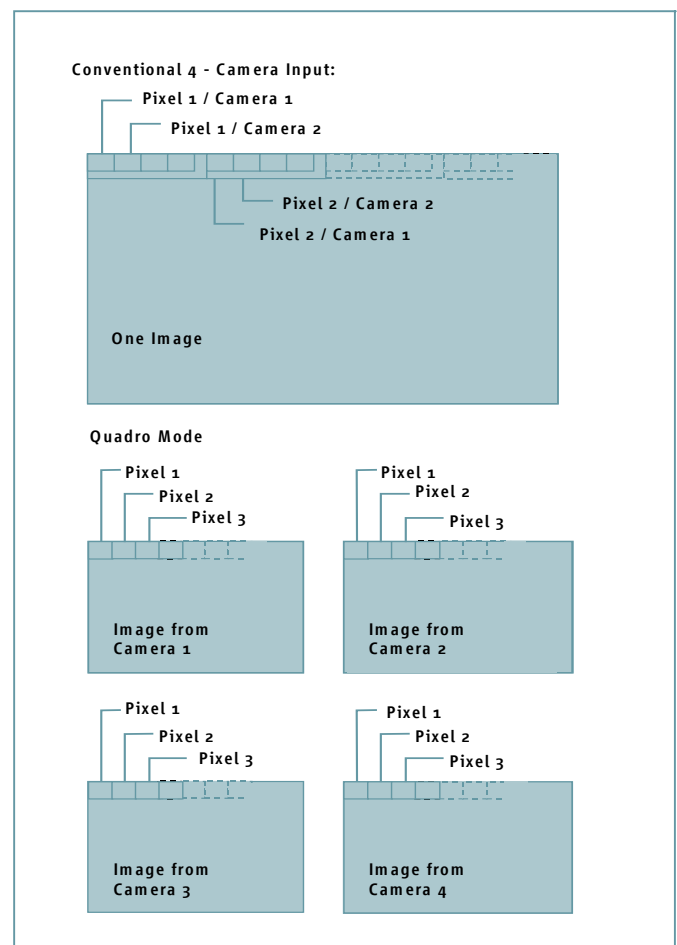 Conventional 4 - Camera Input:
Pixel 1 / Camera 1
Pixel 1 / Camera 2
Pixel 2 / Camera 2
Pixel 2 / Camera 1
One Image
Quadro Mode
Pixel 1
Pixel 2
Pixel 3
Image from
Camera 1
Pixel 1
Pixel 2
Pixel 3
Image from
Camera 2
Pixel 1
Pixel 2
Pixel 3
Image from
Camera 3
Pixel 1
Pixel 2
Pixel 3
Image from
Camera 4